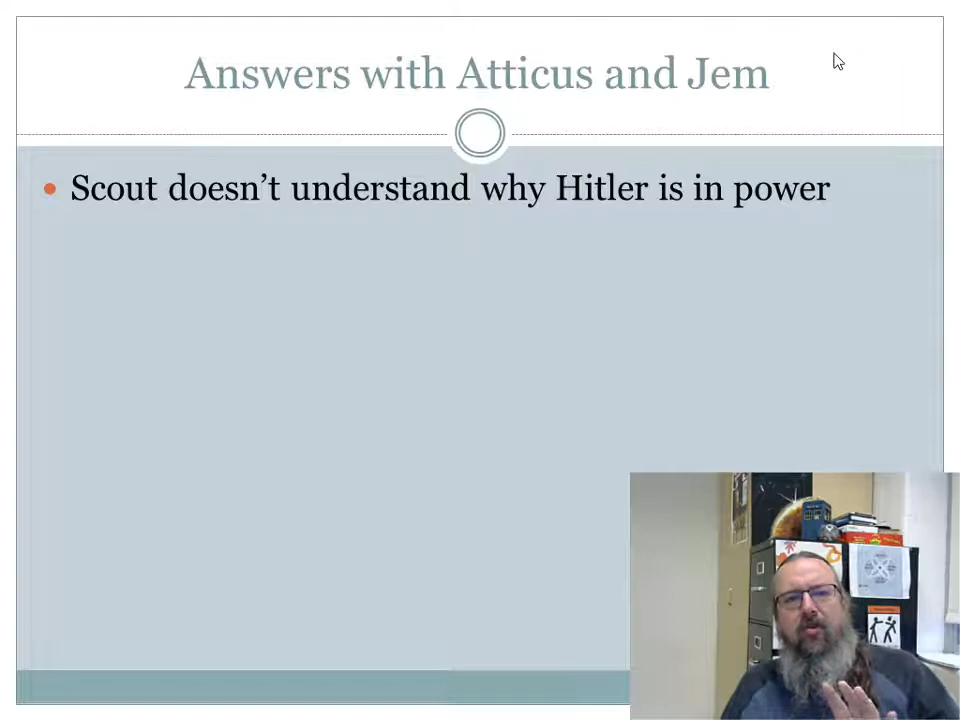 Answers with Atticus and Jem
Scout doesn’t understand why Hitler is in power